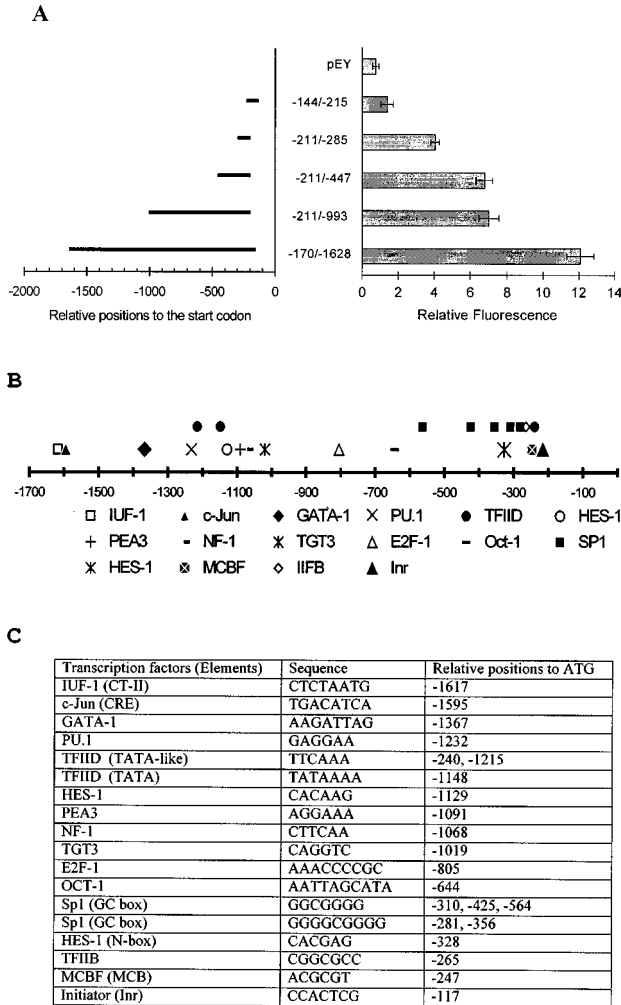 A
pEY
-144/-215
-211/-285
-211/-447
-211/-993
-170/-1628
-2000 -1500 -1000 -500 0
0 2 4 6 8 10 12 14
Relative positions to the start codon
Relative Fluorescence
B
-1700 -1500 -1300 -1100 -900 -700 -500 -300 -100
IUF-1 c-Jun GATA-1 PU.1 TFIID HES-1
PEA3 NF-1 TGT3 E2F-1 Oct-1 SP1
HES-1 MCBF IIFB Inr
C
Transcription factors (Elements) Sequence Relative positions to ATG
IUF-1 (CT-II) CTCTAATG -1617
c-Jun (CRE) TGACATCA -1595
GATA-1 AAGATTAG -1367
PU.1 GAGGAA -1232
TFIID (TATA-like) TTCAAA -240, -1215
TFIID (TATA) TATAAAA -1148
HES-1 CACAAG -1129
PEA3 AGGAAA -1091
NF-1 CTTCAA -1068
TGT3 CAGGTC -1019
E2F-1 AAACCCCGC -805
OCT-1 AATTAGCATA -644
Sp1 (GC box) GGCGGGG -310, -425, -564
Sp1 (GC box) GGGGCGGGG -281, -356
HES-1 (N-box) CACGAG -328
TFIIB CGGCGCC -265
MCBF (MCB) ACGCGT -247
Initiator (Inr) CCACTCG -117